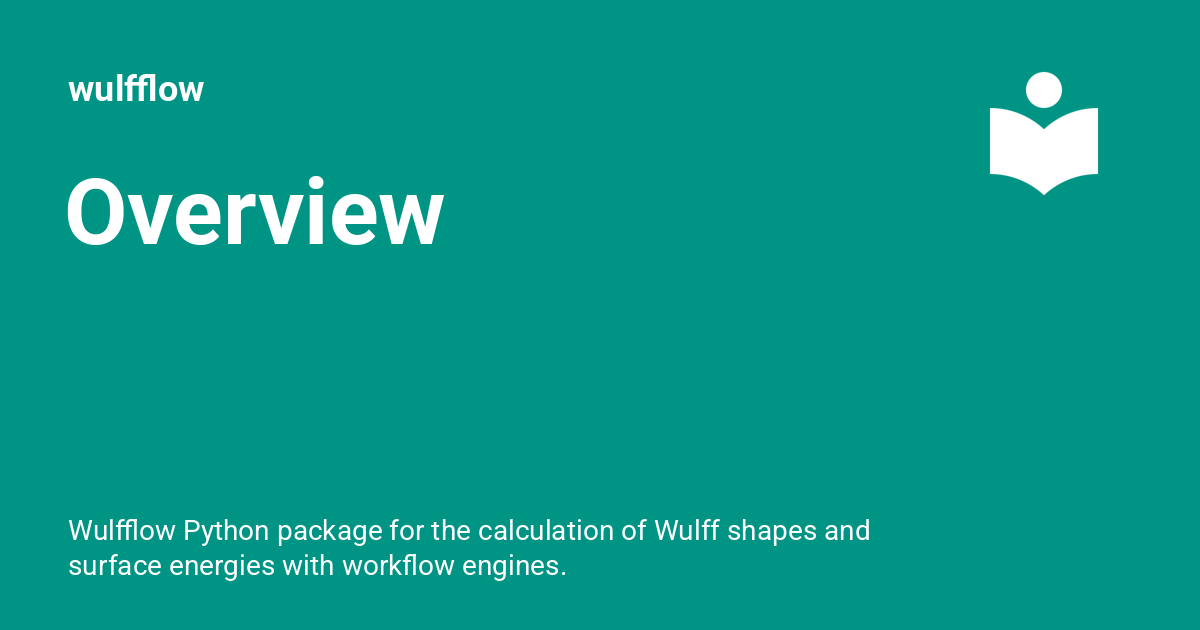 wulfflow
Overview
Wulfflow Python package for the calculation of Wulff shapes and
surface energies with workflow engines.